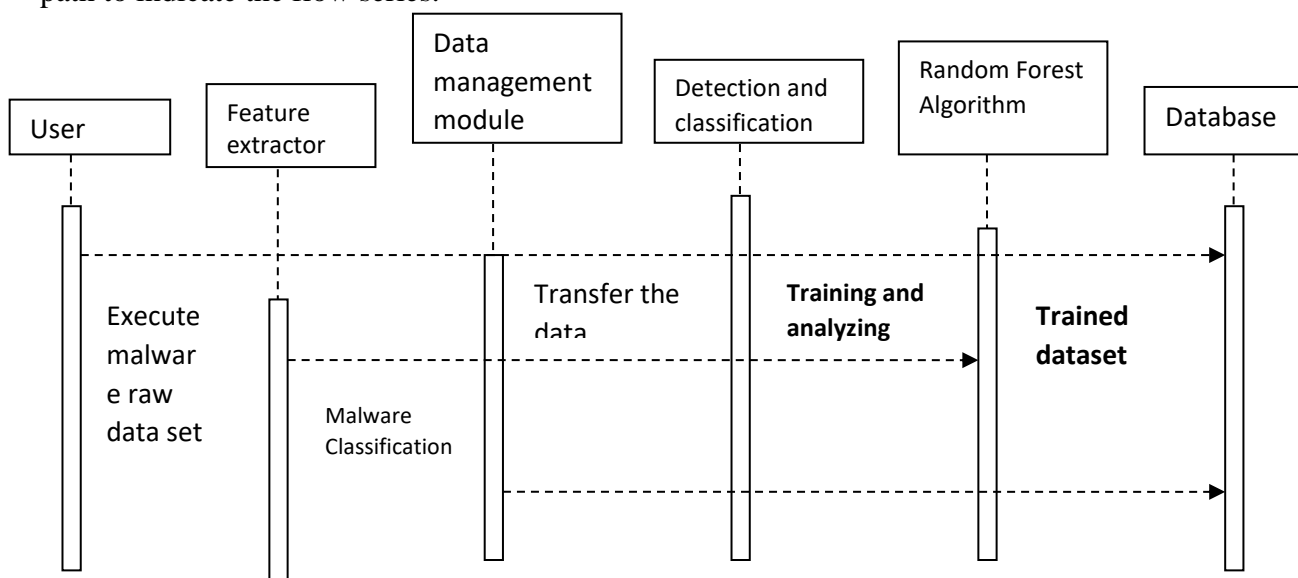 path to indicate the flow series.
User
Feature
extractor
Data
management
module
Detection and
classification
Random Forest
Algorithm
Database
Execute
malwar
e raw
data set
Malware
Classification
Transfer the
data
Training and
analyzing
Trained
dataset